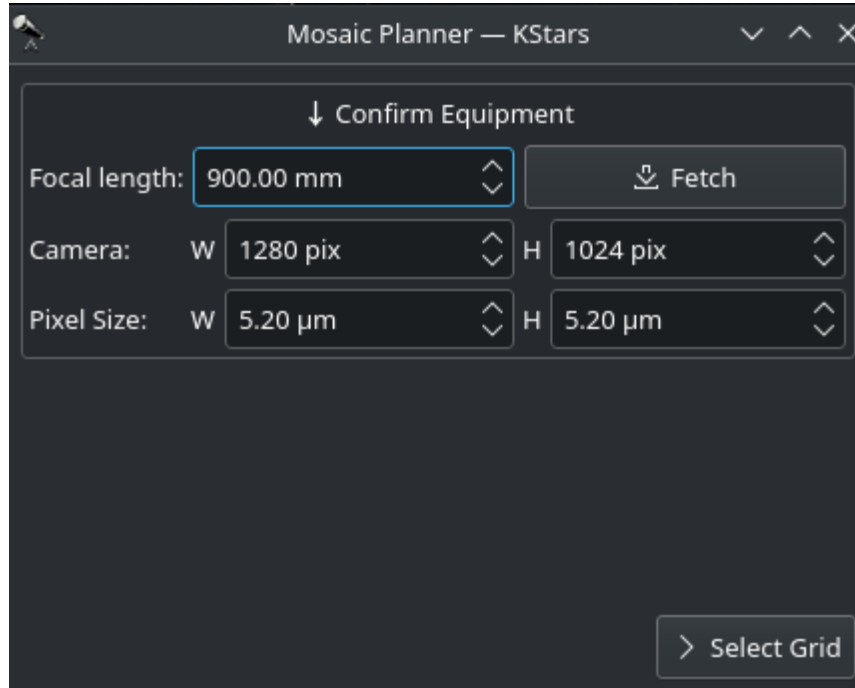 Mosaic Planner — KStars
↓ Confirm Equipment
Focal length: 900.00 mm Fetch
Camera: W 1280 pix H 1024 pix
Pixel Size: W 5.20 µm H 5.20 µm
> Select Grid